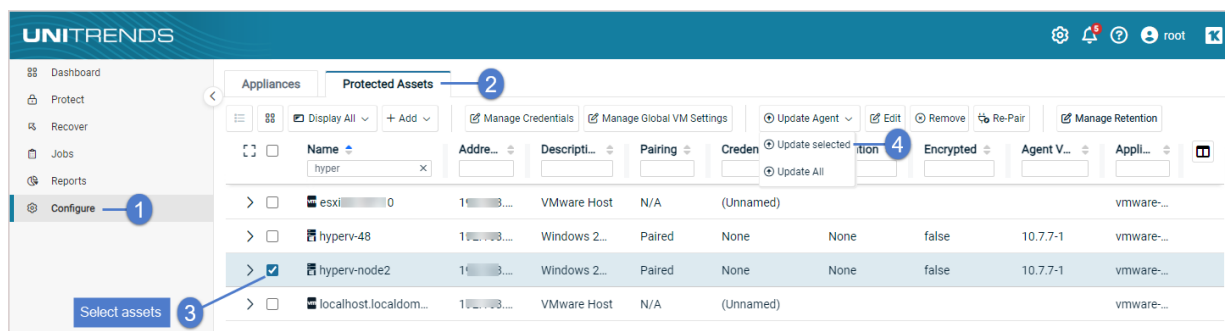 UNITRENDS
5
root
Dashboard
Protect
Recover
Jobs
Reports
Configure
1
Appliances
Protected Assets
2
Display All
+ Add
Manage Credentials
Manage Global VM Settings
Update Agent
Edit
Remove
Re-Pair
Manage Retention
Update selected
4
Update All
Name
Addre...
Descripti...
Pairing
Creden
tion
Encrypted
Agent V...
Appli...
hyper
esxi 0
VMware Host
N/A
(Unnamed)
vmware-...
hyperv-48
Windows 2...
Paired
None
None
false
10.7.7-1
vmware-...
hyperv-node2
Windows 2...
Paired
None
None
false
10.7.7-1
vmware-...
localhost.localdom...
VMware Host
N/A
(Unnamed)
vmware-...
Select assets
3